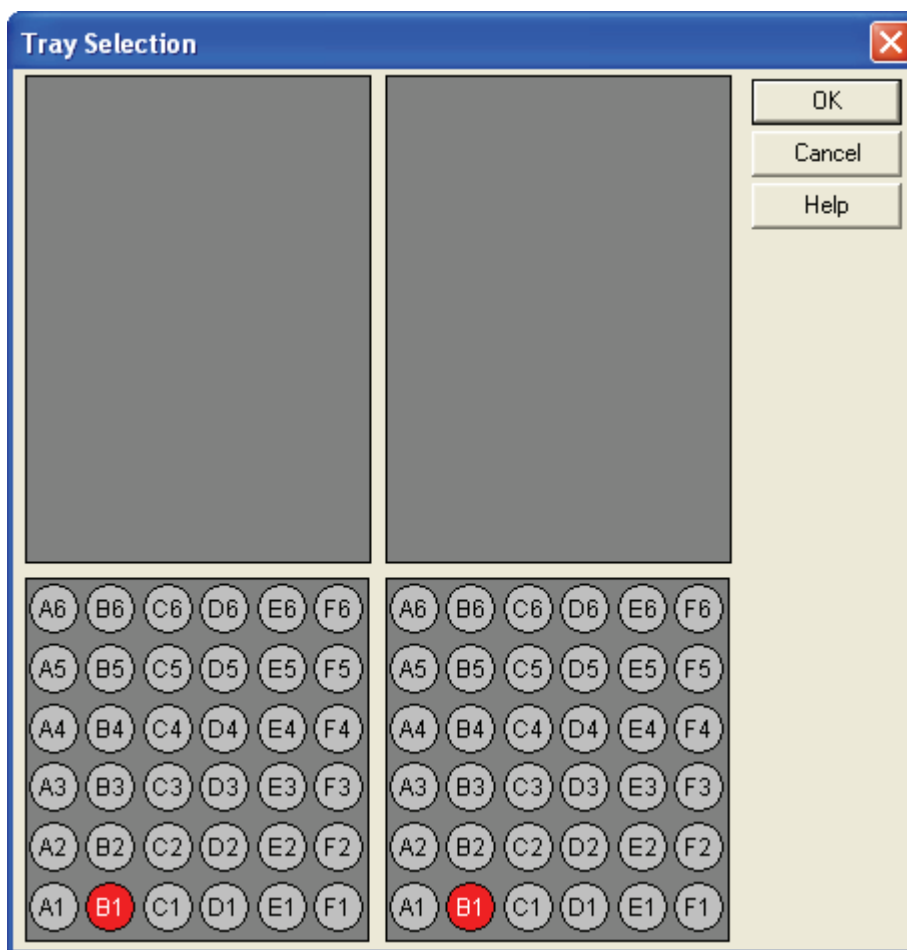 Tray Selection
OK
Cancel
Help
A6 B6 C6 D6 E6 F6 A6 B6 C6 D6 E6 F6
A5 B5 C5 D5 E5 F5 A5 B5 C5 D5 E5 F5
A4 B4 C4 D4 E4 F4 A4 B4 C4 D4 E4 F4
A3 B3 C3 D3 E3 F3 A3 B3 C3 D3 E3 F3
A2 B2 C2 D2 E2 F2 A2 B2 C2 D2 E2 F2
A1 B1 C1 D1 E1 F1 A1 B1 C1 D1 E1 F1